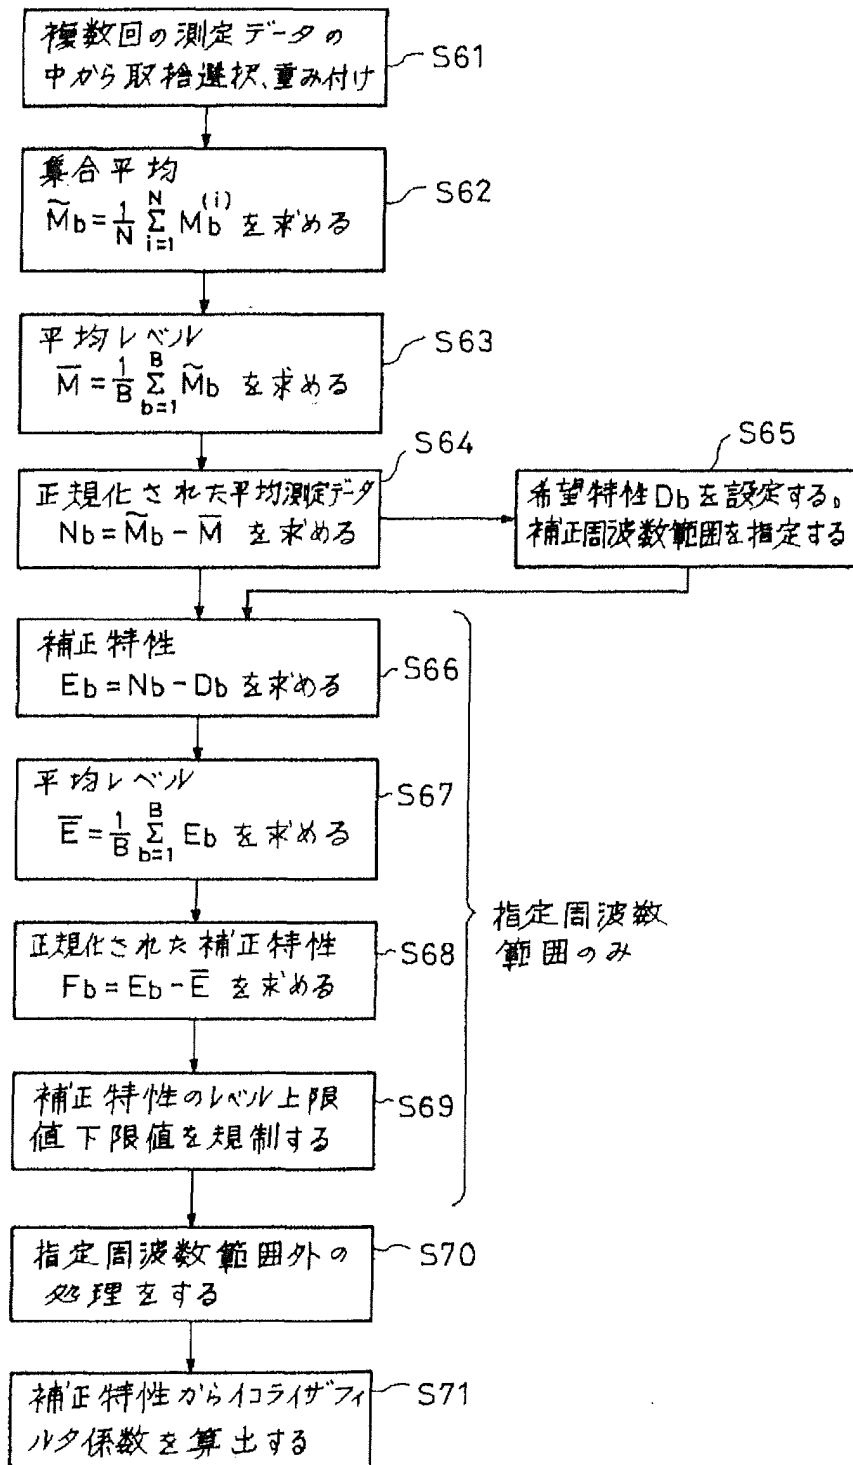 複数回の測定データの
中から取捨選択、重み付け
S61
集合平均
M̃b = 1/N Σ_{i=1}^{N} Mb^(i) を求める
S62
平均レベル
M̅ = 1/B Σ_{b=1}^{B} M̃b を求める
S63
正規化された平均測定データ
Nb = M̃b - M̅ を求める
S64
希望特性Dbを設定する。
補正周波数範囲を指定する
S65
補正特性
Eb = Nb - Db を求める
S66
平均レベル
E̅ = 1/B Σ_{b=1}^{B} Eb を求める
S67
正規化された補正特性
Fb = Eb - E̅ を求める
S68
補正特性のレベル上限
値下限値を規制する
S69
指定周波数
範囲のみ
指定周波数範囲外の
処理をする
S70
補正特性からイコライザフィ
ルタ係数を算出する
S71